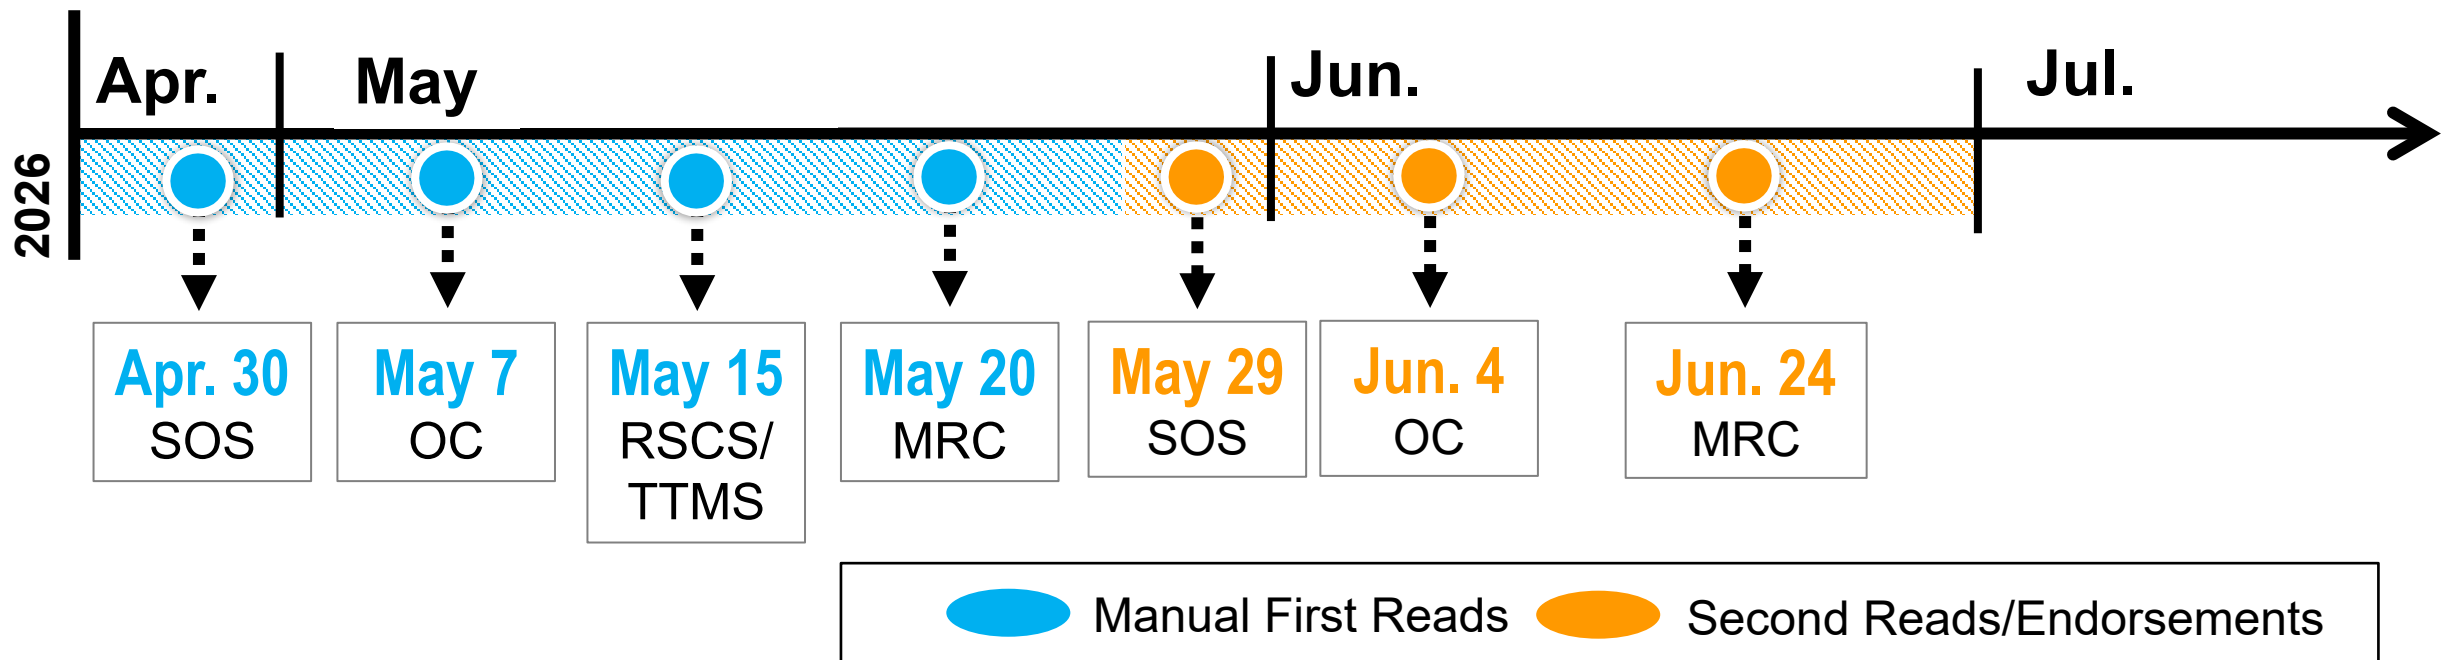 2026
Apr.
May
Jun.
Jul.
Apr. 30
SOS
May 7
OC
May 15
RSCS/
TTMS
May 20
MRC
May 29
SOS
Jun. 4
OC
Jun. 24
MRC
Manual First Reads
Second Reads/Endorsements